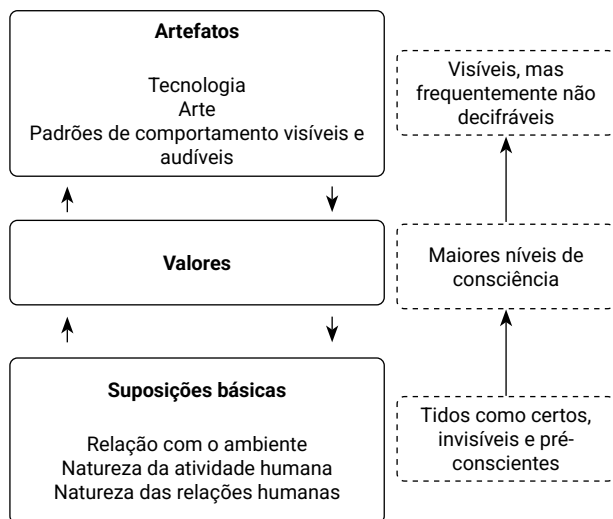 Artefatos
Tecnologia
Arte
Padrões de comportamento visíveis e
audíveis
Visíveis, mas
frequentemente não
decifráveis
Valores
Maiores níveis de
consciência
Suposições básicas
Relação com o ambiente
Natureza da atividade humana
Natureza das relações humanas
Tidos como certos,
invisíveis e pré-
conscientes